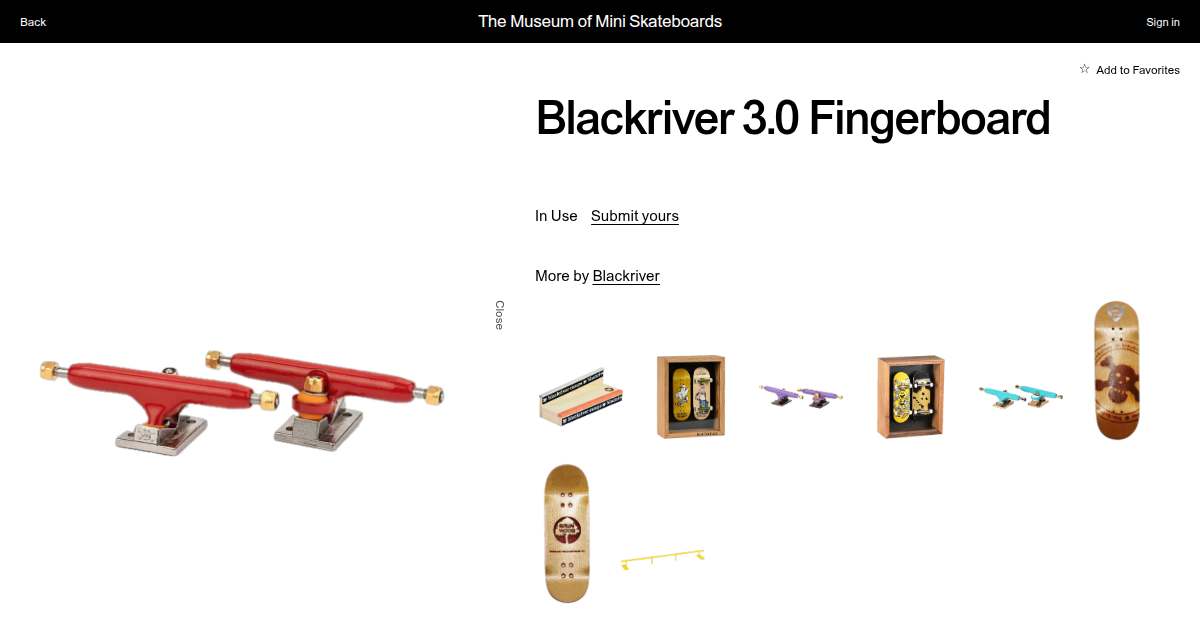 Back
The Museum of Mini Skateboards
Sign in
☆ Add to Favorites
Blackriver 3.0 Fingerboard
In Use Submit yours
More by Blackriver
Close